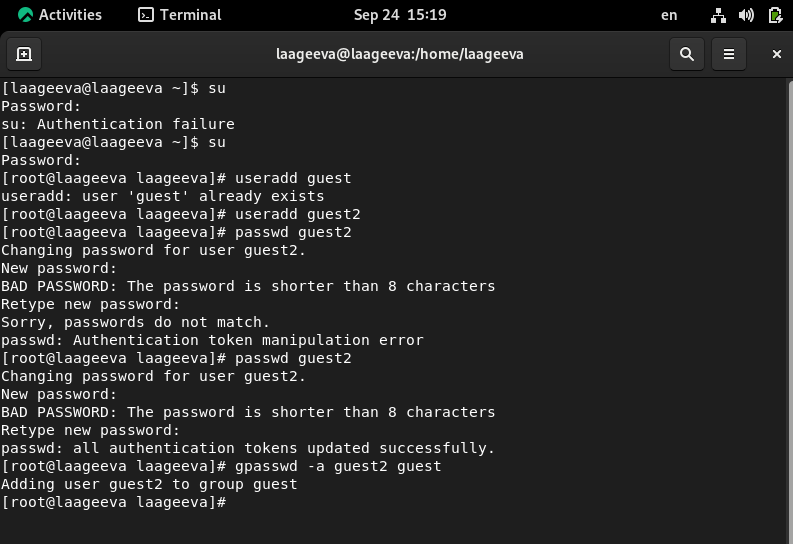 Activities
Terminal
Sep 24 15:19
en
laageeva@laageeva:/home/laageeva
[laageeva@laageeva ~]$ su
Password:
su: Authentication failure
[laageeva@laageeva ~]$ su
Password:
[root@laageeva laageeva]# useradd guest
useradd: user 'guest' already exists
[root@laageeva laageeva]# useradd guest2
[root@laageeva laageeva]# passwd guest2
Changing password for user guest2.
New password:
BAD PASSWORD: The password is shorter than 8 characters
Retype new password:
Sorry, passwords do not match.
passwd: Authentication token manipulation error
[root@laageeva laageeva]# passwd guest2
Changing password for user guest2.
New password:
BAD PASSWORD: The password is shorter than 8 characters
Retype new password:
passwd: all authentication tokens updated successfully.
[root@laageeva laageeva]# gpasswd -a guest2 guest
Adding user guest2 to group guest
[root@laageeva laageeva]#